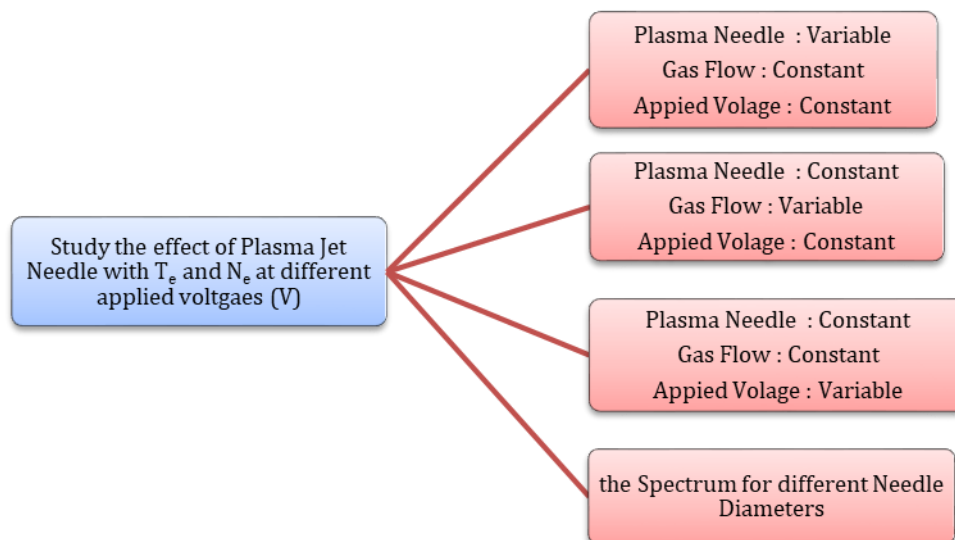 Plasma Needle : Variable
Gas Flow : Constant
Appied Volage : Constant
Plasma Needle : Constant
Gas Flow : Variable
Appied Volage : Constant
Study the effect of Plasma Jet
Needle with Te and Ne at different
applied voltgaes (V)
Plasma Needle : Constant
Gas Flow : Constant
Appied Volage : Variable
the Spectrum for different Needle
Diameters